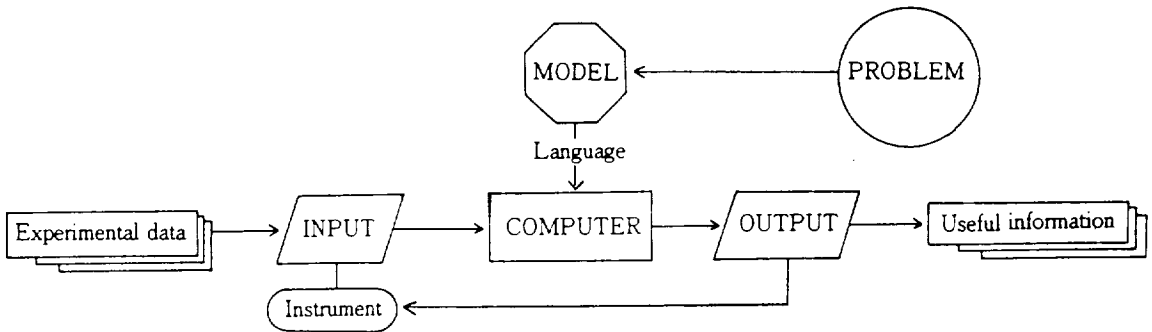 MODEL
PROBLEM
Language
Experimental data
INPUT
COMPUTER
OUTPUT
Useful information
Instrument